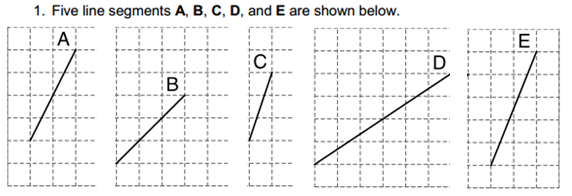 1. Five line segments A, B, C, D, and E are shown below.
A
B
C
D
E